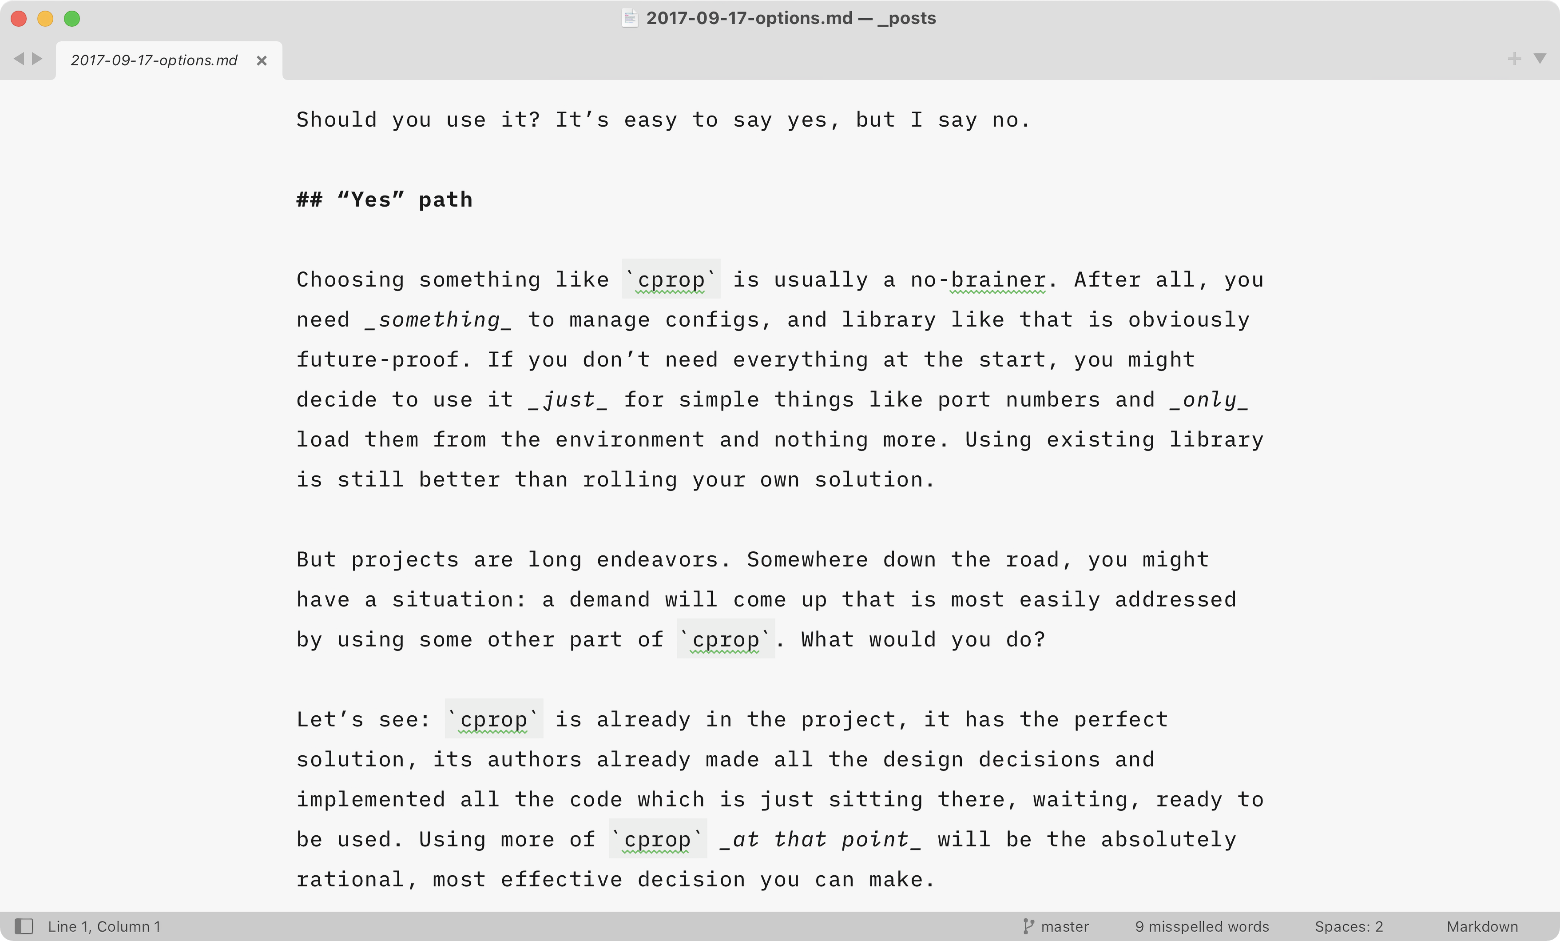 2017-09-17-options.md — _posts
2017-09-17-options.md
Should you use it? It’s easy to say yes, but I say no.
## “Yes” path
Choosing something like `cprop` is usually a no-brainer. After all, you
need _something_ to manage configs, and library like that is obviously
future-proof. If you don’t need everything at the start, you might
decide to use it _just_ for simple things like port numbers and _only_
load them from the environment and nothing more. Using existing library
is still better than rolling your own solution.
But projects are long endeavors. Somewhere down the road, you might
have a situation: a demand will come up that is most easily addressed
by using some other part of `cprop`. What would you do?
Let’s see: `cprop` is already in the project, it has the perfect
solution, its authors already made all the design decisions and
implemented all the code which is just sitting there, waiting, ready to
be used. Using more of `cprop` _at that point_ will be the absolutely
rational, most effective decision you can make.
Line 1, Column 1 master 9 misspelled words Spaces: 2 Markdown